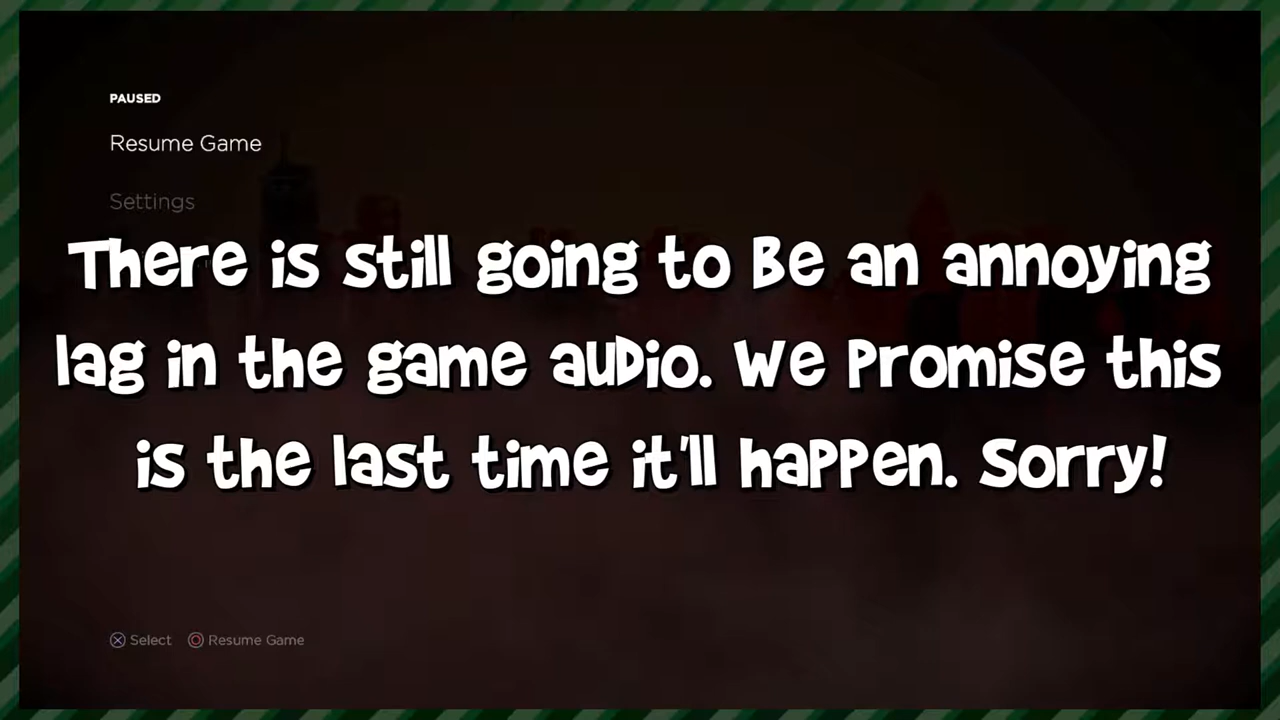 PAUSED
Resume Game
Settings
There is still going to Be an annoying
lag in the game audio. We Promise this
is the last time it'll happen. Sorry!
Select Resume Game